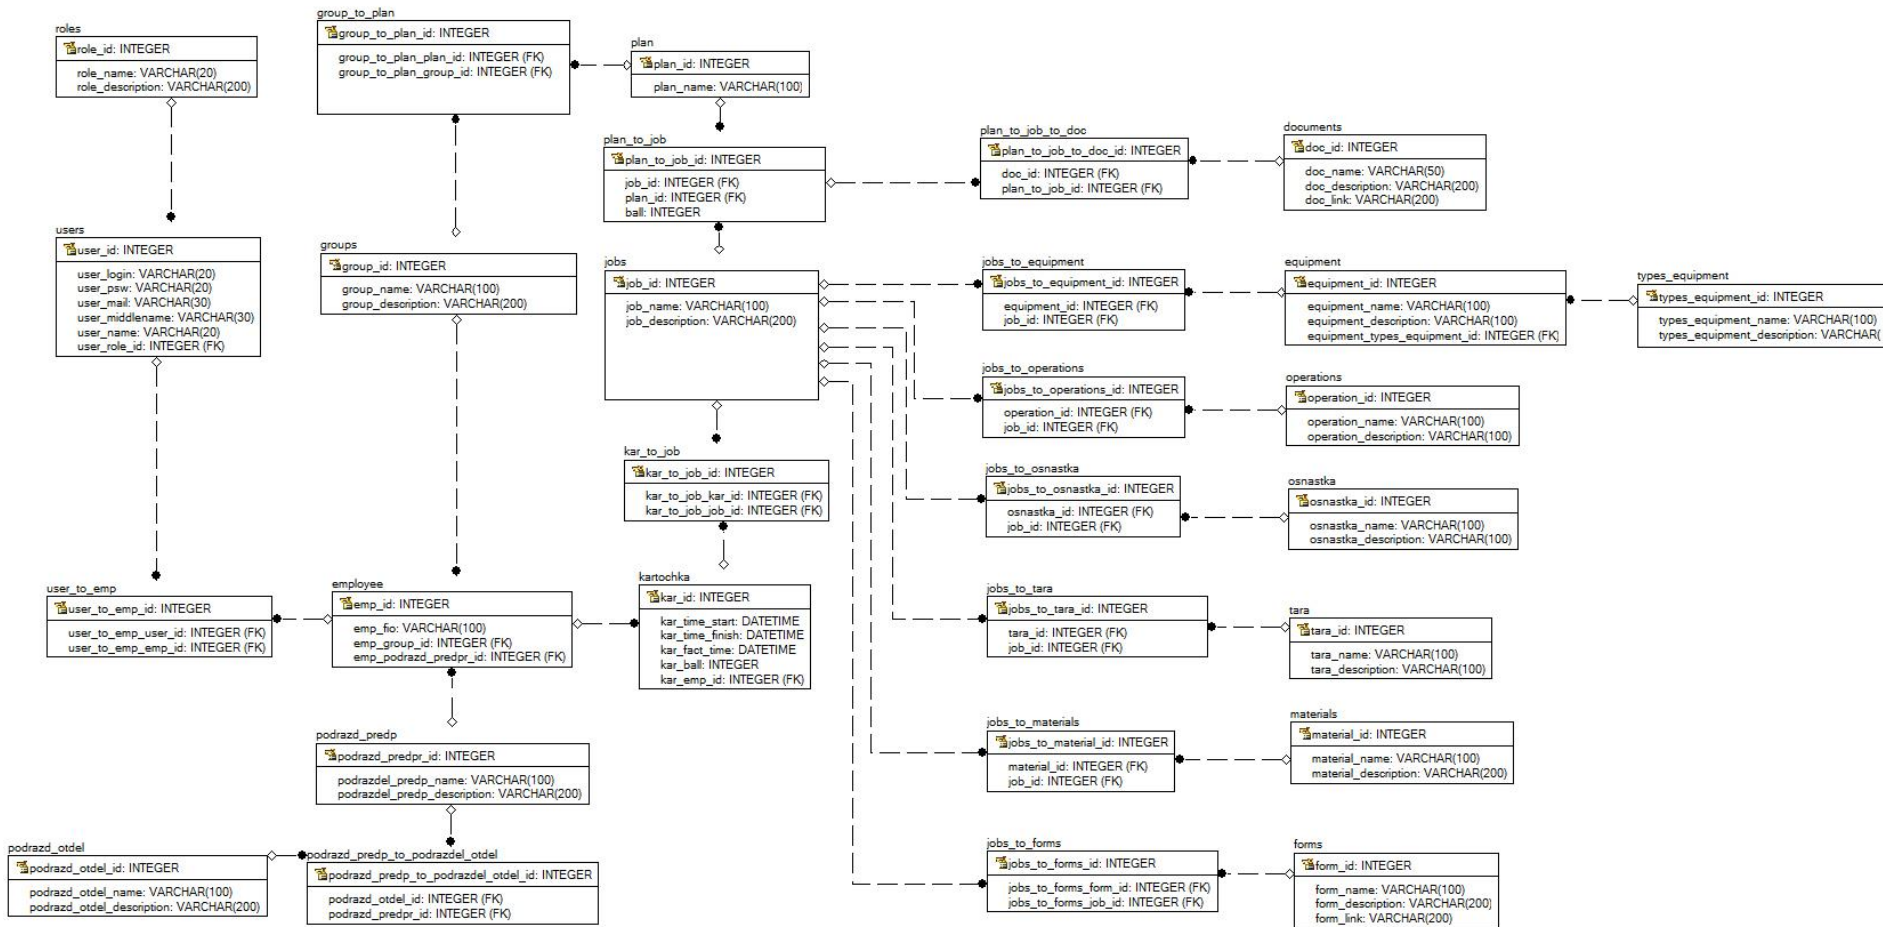 roles
role_id: INTEGER
role_name: VARCHAR(20)
role_description: VARCHAR(200)
group_to_plan
group_to_plan_id: INTEGER
group_to_plan_plan_id: INTEGER (FK)
group_to_plan_group_id: INTEGER (FK)
plan
plan_id: INTEGER
plan_name: VARCHAR(100)
plan_to_job
plan_to_job_id: INTEGER
job_id: INTEGER (FK)
plan_id: INTEGER (FK)
ball: INTEGER
plan_to_job_to_doc
plan_to_job_to_doc_id: INTEGER
doc_id: INTEGER (FK)
plan_to_job_id: INTEGER (FK)
documents
doc_id: INTEGER
doc_name: VARCHAR(50)
doc_description: VARCHAR(200)
doc_link: VARCHAR(200)
users
user_id: INTEGER
user_login: VARCHAR(20)
user_psw: VARCHAR(20)
user_mail: VARCHAR(30)
user_middlename: VARCHAR(30)
user_name: VARCHAR(20)
user_role_id: INTEGER (FK)
groups
group_id: INTEGER
group_name: VARCHAR(100)
group_description: VARCHAR(200)
jobs
job_id: INTEGER
job_name: VARCHAR(100)
job_description: VARCHAR(200)
jobs_to_equipment
jobs_to_equipment_id: INTEGER
equipment_id: INTEGER (FK)
job_id: INTEGER (FK)
equipment
equipment_id: INTEGER
equipment_name: VARCHAR(100)
equipment_description: VARCHAR(100)
equipment_types_equipment_id: INTEGER (FK)
types_equipment
types_equipment_id: INTEGER
types_equipment_name: VARCHAR(100)
types_equipment_description: VARCHAR(
jobs_to_operations
jobs_to_operations_id: INTEGER
operation_id: INTEGER (FK)
job_id: INTEGER (FK)
operations
operation_id: INTEGER
operation_name: VARCHAR(100)
operation_description: VARCHAR(100)
kar_to_job
kar_to_job_id: INTEGER
kar_to_job_kar_id: INTEGER (FK)
kar_to_job_job_id: INTEGER (FK)
jobs_to_osnastka
jobs_to_osnastka_id: INTEGER
osnastka_id: INTEGER (FK)
job_id: INTEGER (FK)
osnastka
osnastka_id: INTEGER
osnastka_name: VARCHAR(100)
osnastka_description: VARCHAR(100)
user_to_emp
user_to_emp_id: INTEGER
user_to_emp_user_id: INTEGER (FK)
user_to_emp_emp_id: INTEGER (FK)
employee
emp_id: INTEGER
emp_fio: VARCHAR(100)
emp_group_id: INTEGER (FK)
emp_podrazd_predpr_id: INTEGER (FK)
kartochka
kar_id: INTEGER
kar_time_start: DATETIME
kar_time_finish: DATETIME
kar_fact_time: DATETIME
kar_ball: INTEGER
kar_emp_id: INTEGER (FK)
jobs_to_tara
jobs_to_tara_id: INTEGER
tara_id: INTEGER (FK)
job_id: INTEGER (FK)
tara
tara_id: INTEGER
tara_name: VARCHAR(100)
tara_description: VARCHAR(100)
podrazd_predp
podrazd_predpr_id: INTEGER
podrazdel_predp_name: VARCHAR(100)
podrazdel_predp_description: VARCHAR(200)
jobs_to_materials
jobs_to_material_id: INTEGER
material_id: INTEGER (FK)
job_id: INTEGER (FK)
materials
material_id: INTEGER
material_name: VARCHAR(100)
material_description: VARCHAR(200)
podrazd_otdel
podrazd_otdel_id: INTEGER
podrazd_otdel_name: VARCHAR(100)
podrazd_otdel_description: VARCHAR(200)
podrazd_predp_to_podrazdel_otdel
podrazd_predp_to_podrazdel_otdel_id: INTEGER
podrazd_otdel_id: INTEGER (FK)
podrazd_predpr_id: INTEGER (FK)
jobs_to_forms
jobs_to_forms_id: INTEGER
jobs_to_forms_form_id: INTEGER (FK)
jobs_to_forms_job_id: INTEGER (FK)
forms
form_id: INTEGER
form_name: VARCHAR(100)
form_description: VARCHAR(200)
form_link: VARCHAR(200)